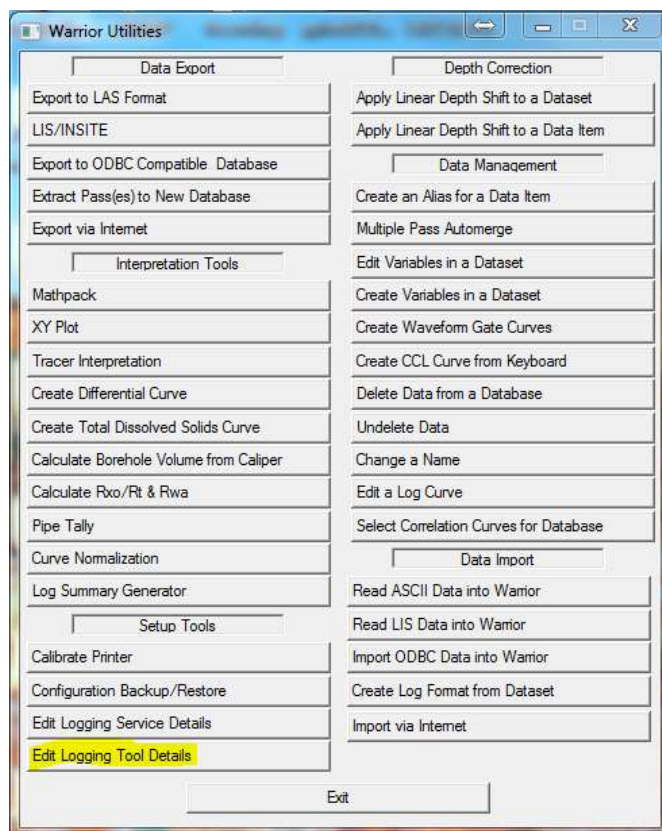 Warrior Utilities
Data Export
Export to LAS Format
LIS/INSITE
Export to ODBC Compatible Database
Extract Pass(es) to New Database
Export via Internet
Interpretation Tools
Mathpack
XY Plot
Tracer Interpretation
Create Differential Curve
Create Total Dissolved Solids Curve
Calculate Borehole Volume from Caliper
Calculate Rxo/Rt & Rwa
Pipe Tally
Curve Normalization
Log Summary Generator
Setup Tools
Calibrate Printer
Configuration Backup/Restore
Edit Logging Service Details
Edit Logging Tool Details
Depth Correction
Apply Linear Depth Shift to a Dataset
Apply Linear Depth Shift to a Data Item
Data Management
Create an Alias for a Data Item
Multiple Pass Automerge
Edit Variables in a Dataset
Create Variables in a Dataset
Create Waveform Gate Curves
Create CCL Curve from Keyboard
Delete Data from a Database
Undelete Data
Change a Name
Edit a Log Curve
Select Correlation Curves for Database
Data Import
Read ASCII Data into Warrior
Read LIS Data into Warrior
Import ODBC Data into Warrior
Create Log Format from Dataset
Import via Internet
Exit